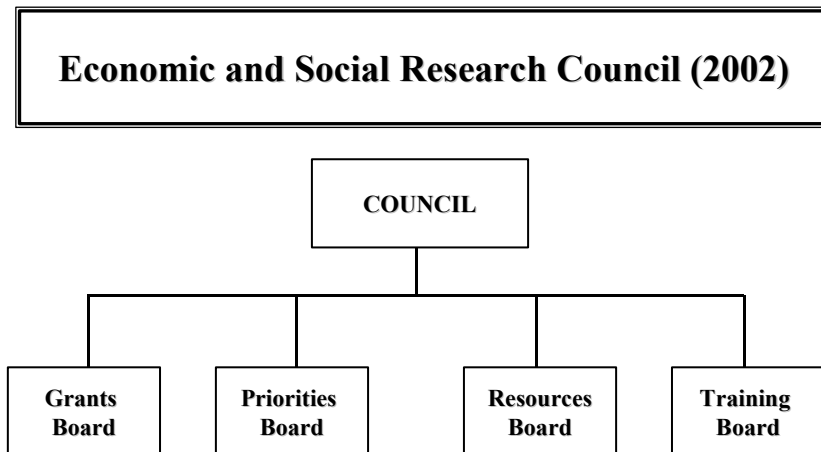 Economic and Social Research Council (2002)
COUNCIL
Grants
Board
Priorities
Board
Resources
Board
Training
Board